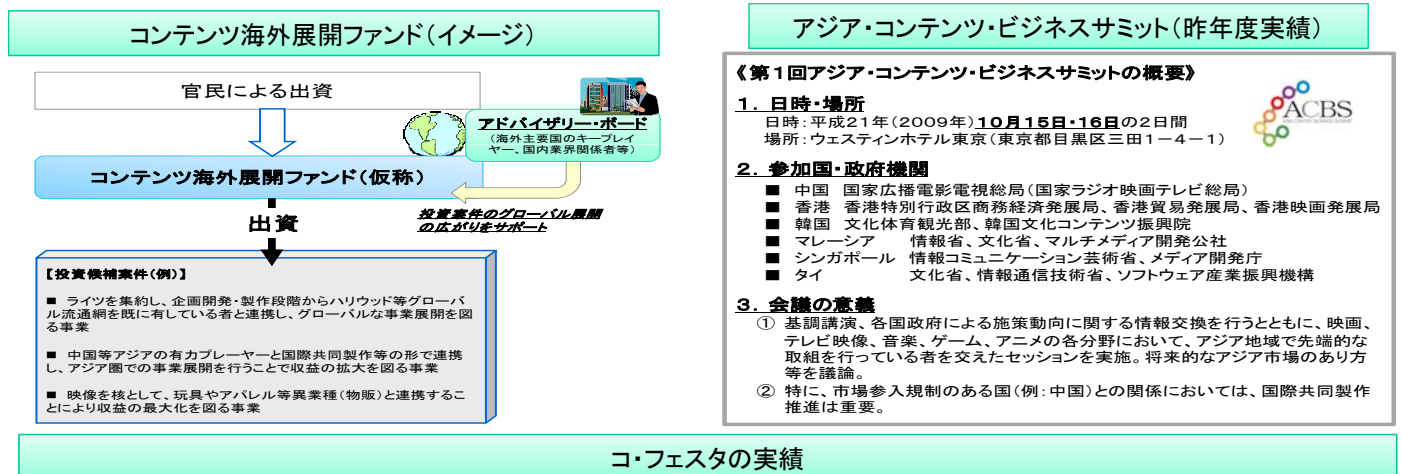 コンテンツ海外展開ファンド（イメージ）
官民による出資
アドバイザリー・ボード
（海外主要国のキープレイ
ヤー、国内業界関係者等）
コンテンツ海外展開ファンド（仮称）
出資
投資案件のグローバル展開
の広がりをサポート
【投資候補案件（例）】
■ ライツを集約し、企画開発・製作段階からハリウッド等グローバ
ル流通網を既に有している者と連携し、グローバルな事業展開を図
る事業
■ 中国等アジアの有力プレーヤーと国際共同製作等の形で連携
し、アジア圏での事業展開を行うことで収益の拡大を図る事業
■ 映像を核として、玩具やアパレル等異業種（物販）と連携するこ
とにより収益の最大化を図る事業
アジア・コンテンツ・ビジネスサミット（昨年度実績）
《第１回アジア・コンテンツ・ビジネスサミットの概要》
ACBS
１．日時・場所
日時：平成２１年（２００９年）１０月１５日・１６日の２日間
場所：ウェスティンホテル東京（東京都目黒区三田１－４－１）
２．参加国・政府機関
■ 中国 国家広播電影電視総局（国家ラジオ映画テレビ総局）
■ 香港 香港特別行政区商務経済発展局、香港貿易発展局、香港映画発展局
■ 韓国 文化体育観光部、韓国文化コンテンツ振興院
■ マレーシア 情報省、文化省、マルチメディア開発公社
■ シンガポール 情報コミュニケーション芸術省、メディア開発庁
■ タイ 文化省、情報通信技術省、ソフトウェア産業振興機構
３．会議の意義
① 基調講演、各国政府による施策動向に関する情報交換を行うとともに、映画、
テレビ映像、音楽、ゲーム、アニメの各分野において、アジア地域で先端的な
取組を行っている者を交えたセッションを実施。将来的なアジア市場のあり方
等を議論。
② 特に、市場参入規制のある国（例：中国）との関係においては、国際共同製作
推進は重要。
コ・フェスタの実績